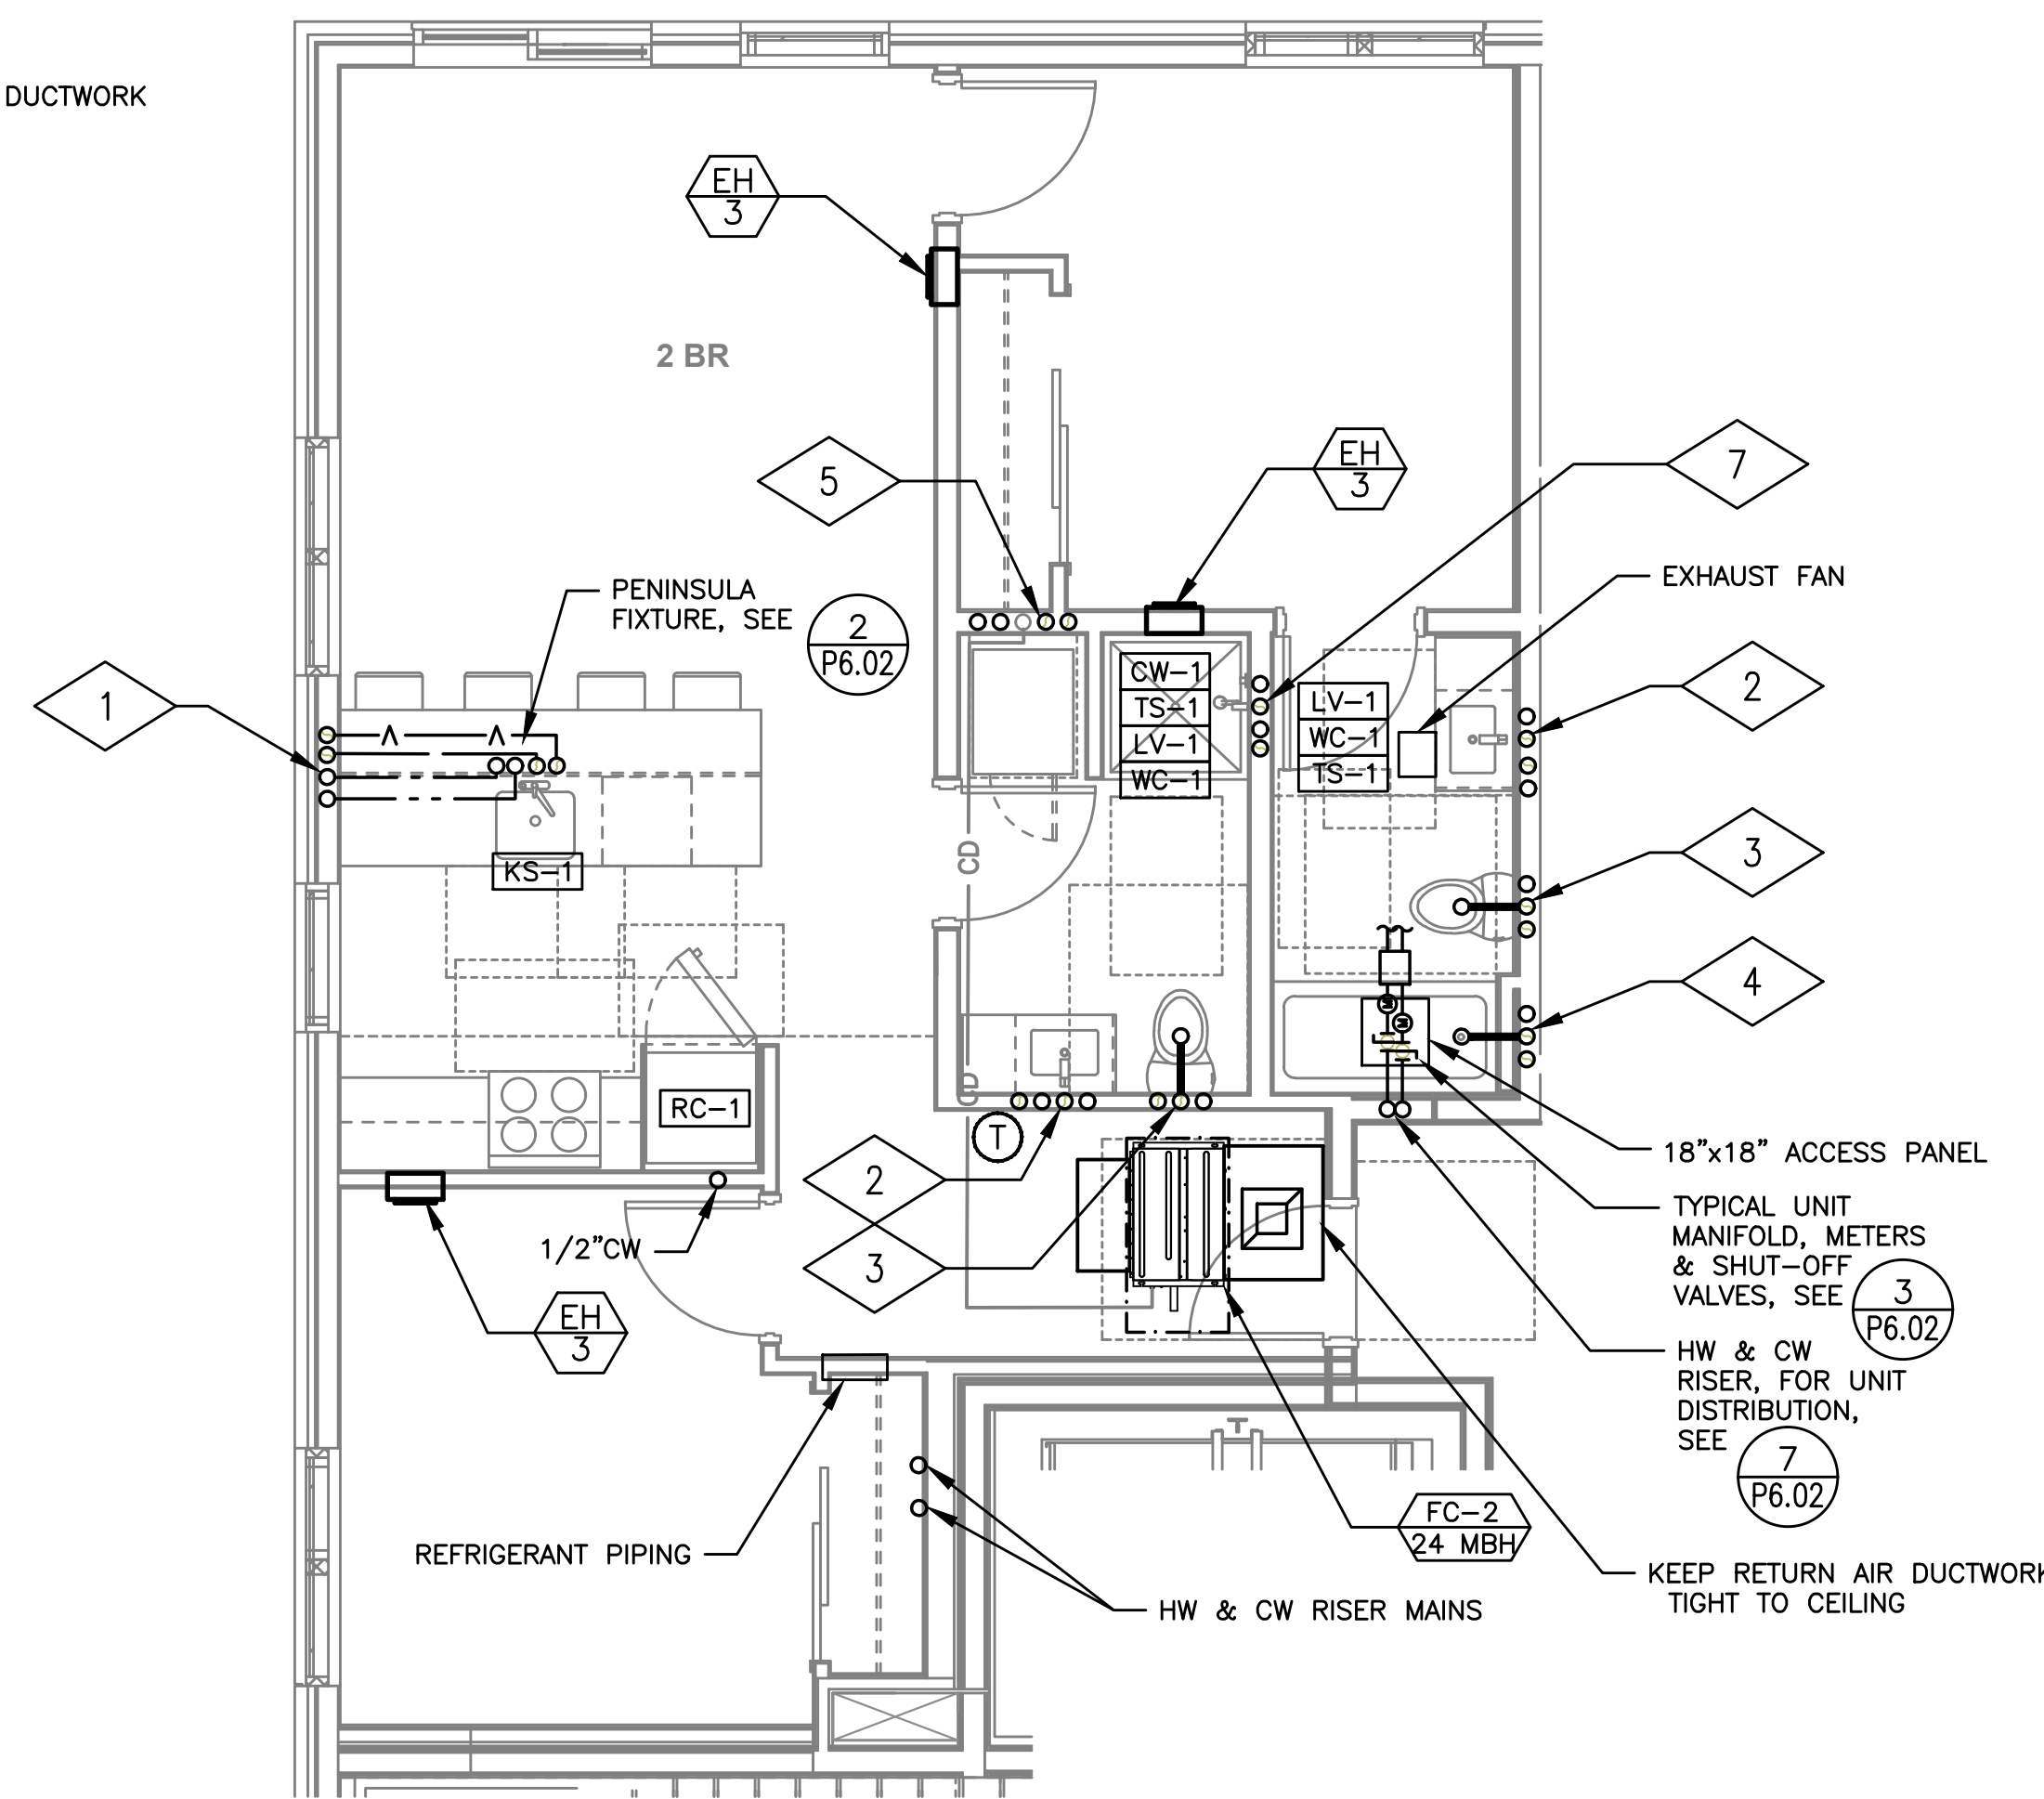 DUCTWORK
EH
3
2 BR
5
EH
3
7
EXHAUST FAN
PENINSULA
FIXTURE, SEE
2
P6.02
1
CW-1
TS-1
LV-1
WC-1
LV-1
WC-1
TS-1
2
3
KS-1
CD
4
M
M
CD
RC-1
T
2
3
1/2"CW
18"x18" ACCESS PANEL
TYPICAL UNIT
MANIFOLD, METERS
& SHUT-OFF
VALVES, SEE
3
P6.02
EH
3
HW & CW
RISER, FOR UNIT
DISTRIBUTION,
SEE
7
P6.02
T
FC-2
24 MBH
REFRIGERANT PIPING
HW & CW RISER MAINS
KEEP RETURN AIR DUCTWORK
TIGHT TO CEILING